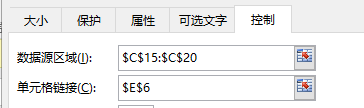 大小 保护 属性 可选文字 控制
数据源区域(I): $C$15:$C$20
单元格链接(C): $E$6